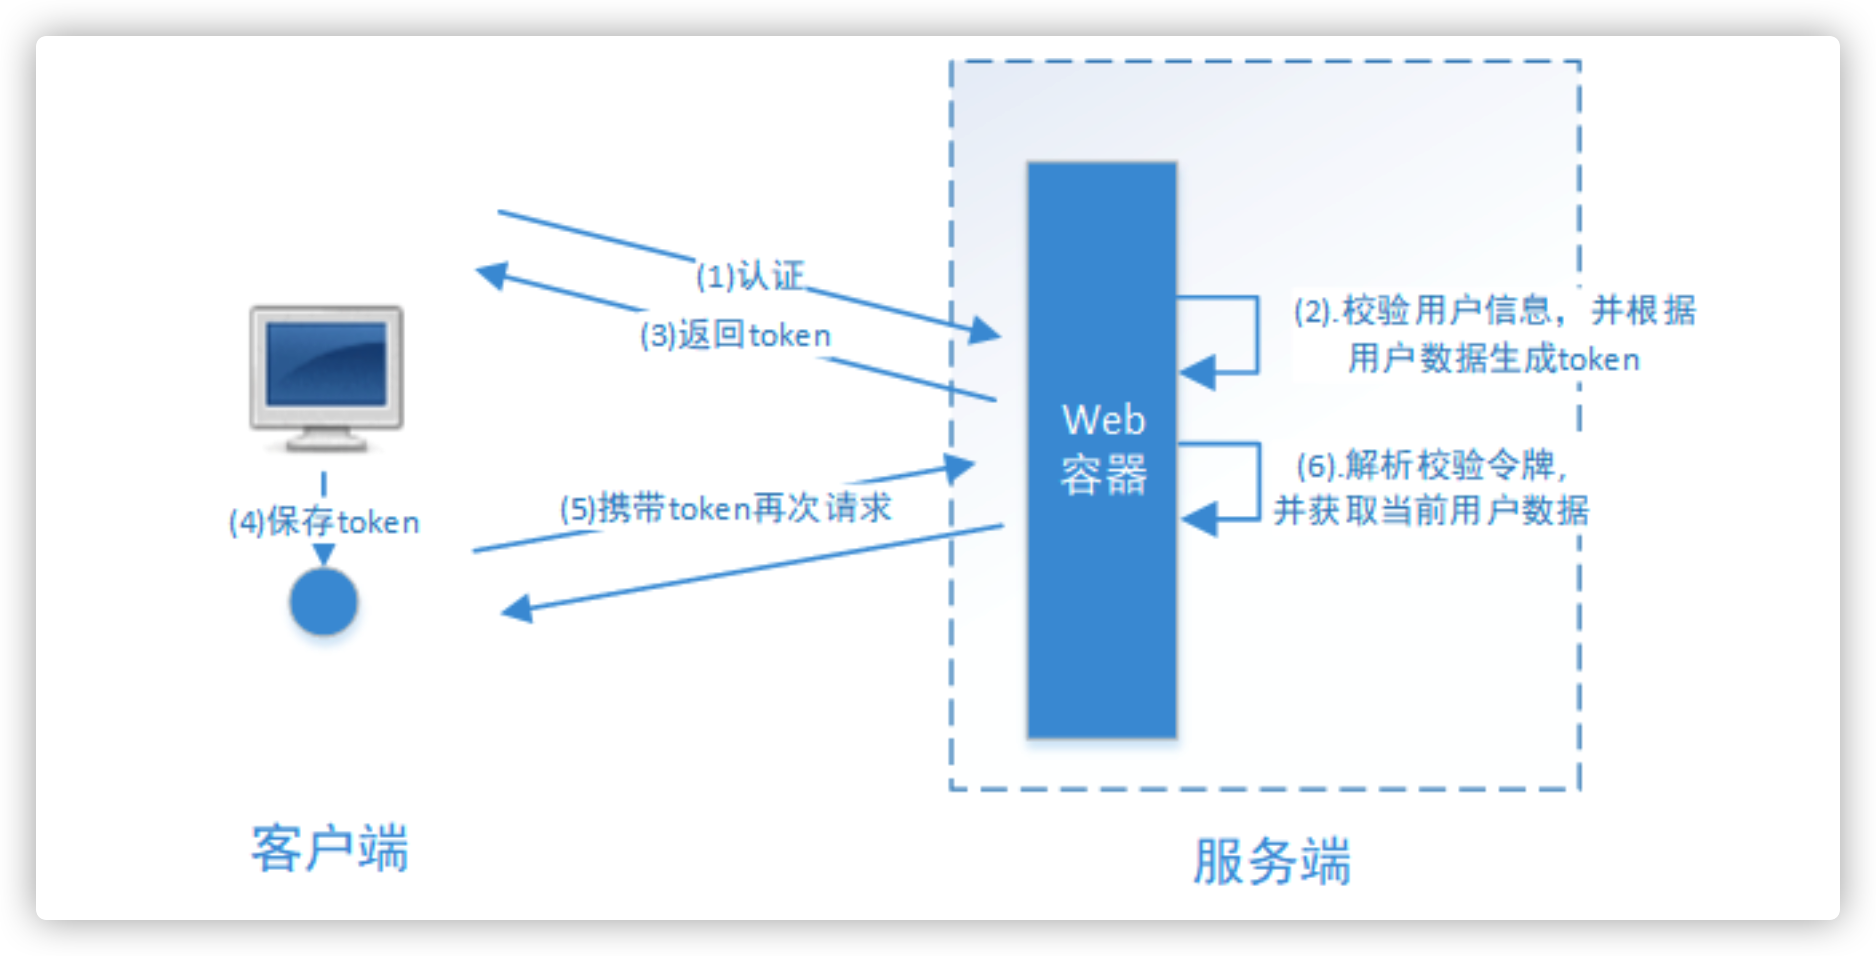 (1)认证
(3)返回token
(2).校验用户信息，并根据
用户数据生成token
Web
容器
(6).解析校验令牌,
并获取当前用户数据
(5)携带token再次请求
(4)保存token
客户端
服务端